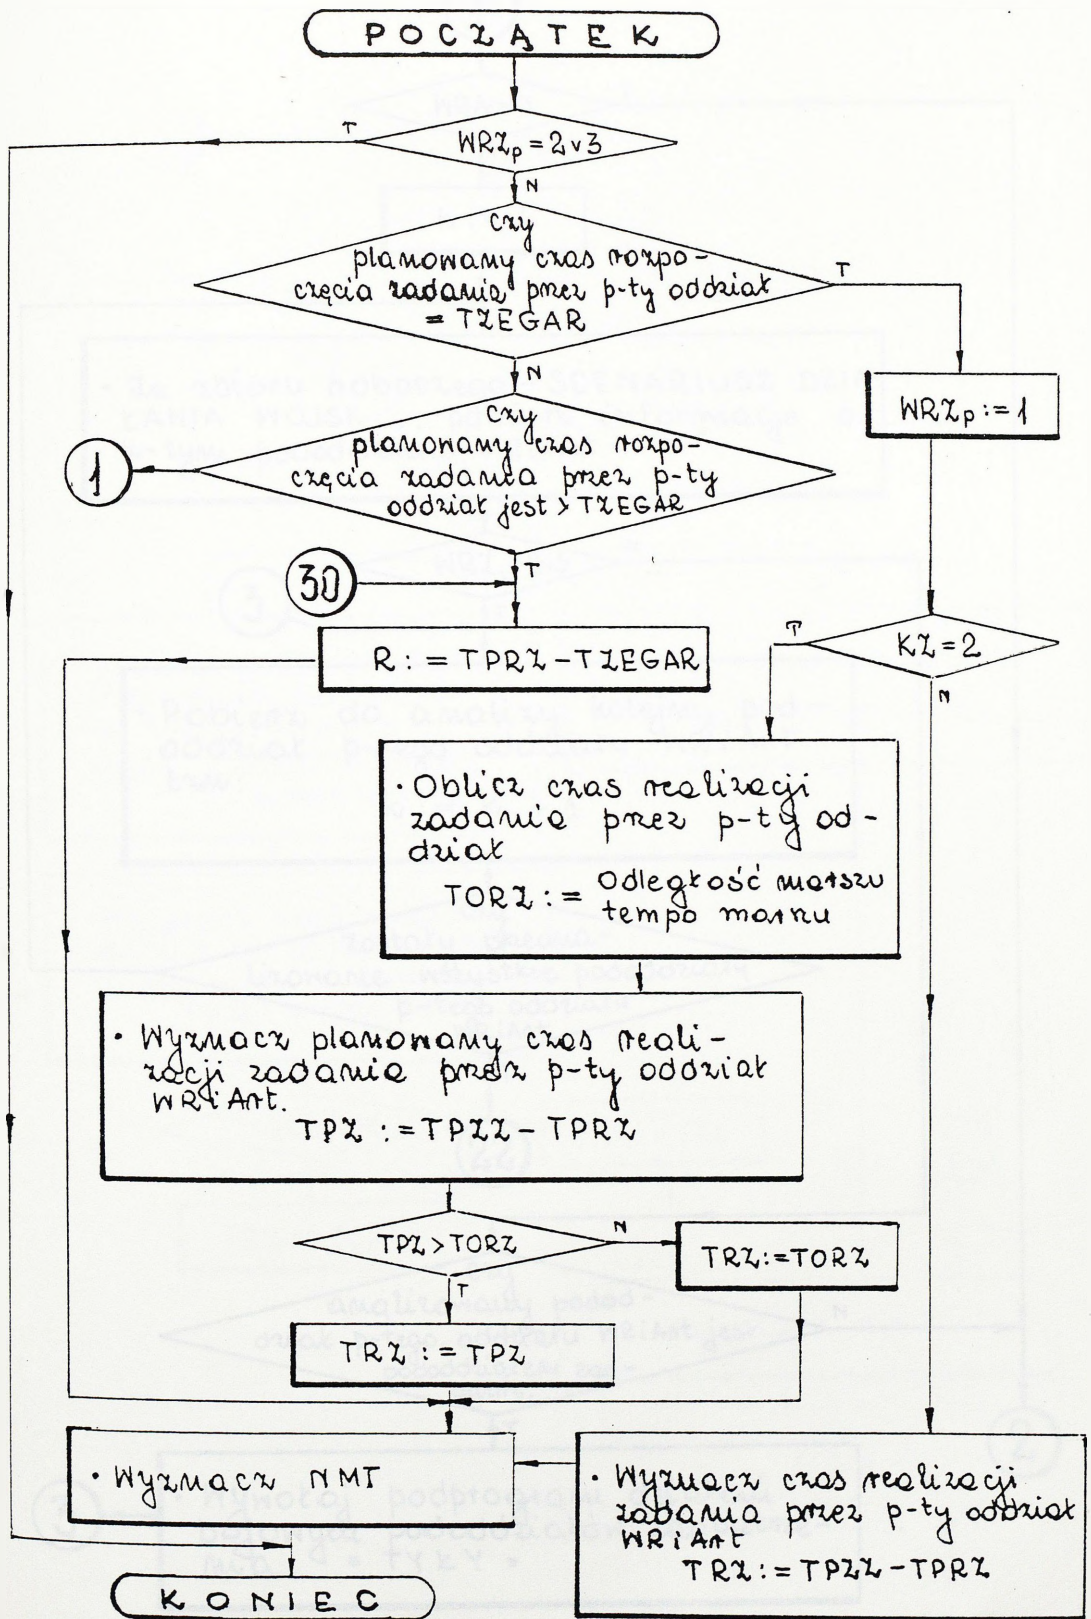 POCZĄTEK
T
WRZp = 2 v 3
N
czy
planowany czas rozpo-
częcia zadania przez p-ty oddział
= TZEGAR
T
N
WRZp := 1
czy
planowany czas rozpo-
częcia zadania przez p-ty
oddział jest > TZEGAR
1
T
30
R := TPRZ - TZEGAR
T
KZ = 2
N
· Oblicz czas realizacji
zadania przez p-ty od-
dział
TORZ := Odległość marszu
tempo marszu
· Wyznacz planowany czas reali-
zacji zadania przez p-ty oddział
WRiArt.
TPZ := TPZZ - TPRZ
TPZ > TORZ
N
TRZ := TORZ
T
TRZ := TPZ
· Wyznacz NMT
· Wyznacz czas realizacji
zadania przez p-ty oddział
WRiArt
TRZ := TPZZ - TPRZ
KONIEC